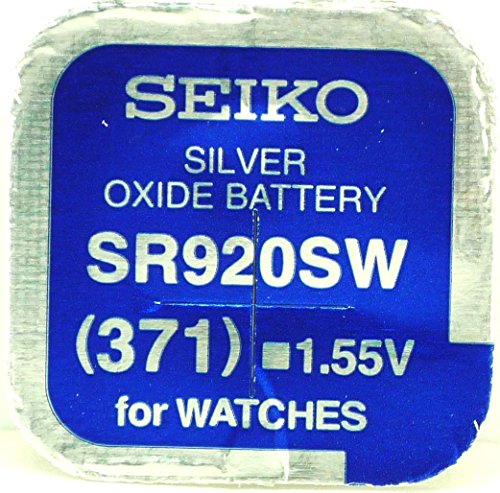 SEIKO
SILVER
OXIDE BATTERY
SR920SW
(371) ■1.55V
for WATCHES